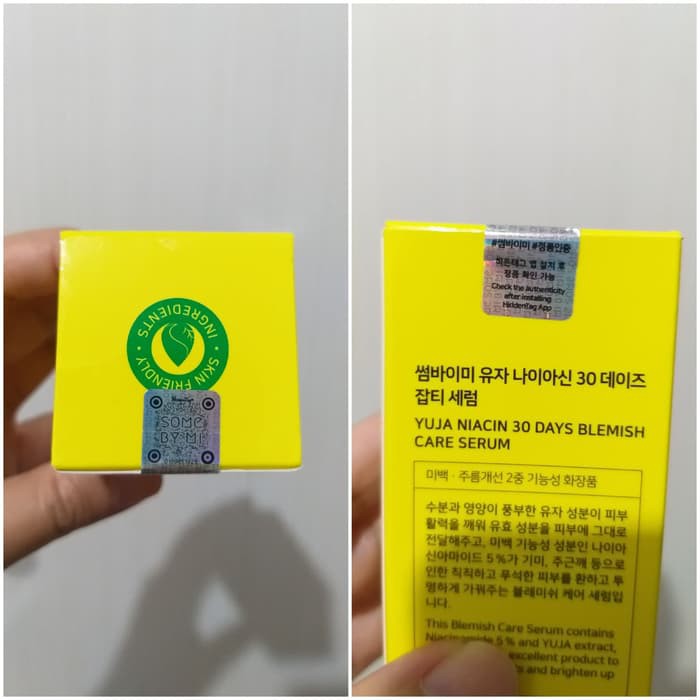 SKIN FRIENDLY • INGREDIENTS •
HiddenTag
SOME
BY MI
#썸바이미 #정품인증
히든태그 앱 설치 후
정품 확인 가능
Check the authenticity
after installing
HiddenTag App
썸바이미 유자 나이아신 30 데이즈
잡티 세럼
YUJA NIACIN 30 DAYS BLEMISH
CARE SERUM
미백 · 주름개선 2중 기능성 화장품
수분과 영양이 풍부한 유자 성분이 피부
활력을 깨워 유효 성분을 피부에 그대로
전달해주고, 미백 기능성 성분인 나이아
신아마이드 5%가 기미, 주근깨 등으로
인한 칙칙하고 푸석한 피부를 환하고 투
명하게 가꿔주는 블레미쉬 케어 세럼입
니다.
This Blemish Care Serum contains
Niacinamide 5% and YUJA extract,
excellent product to
and brighten up